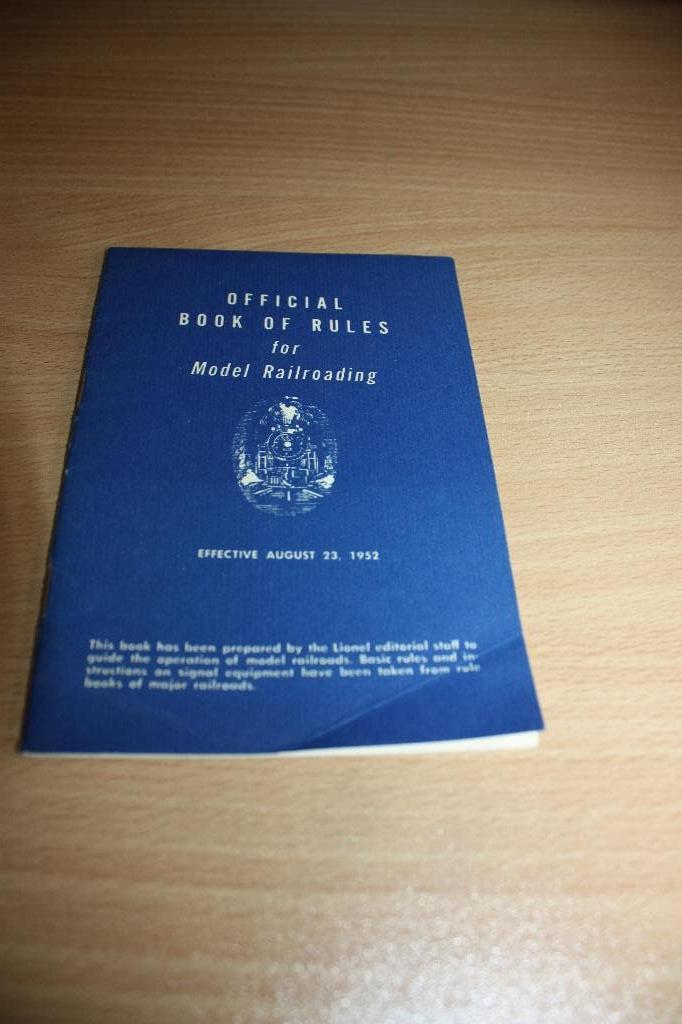 OFFICIAL
BOOK OF RULES
for
Model Railroading
EFFECTIVE AUGUST 23, 1952
This book has been prepared by the Lionel editorial staff to
guide the operation of model railroads. Basic rules and in-
structions on signal equipment have been taken from rule
books of major railroads.